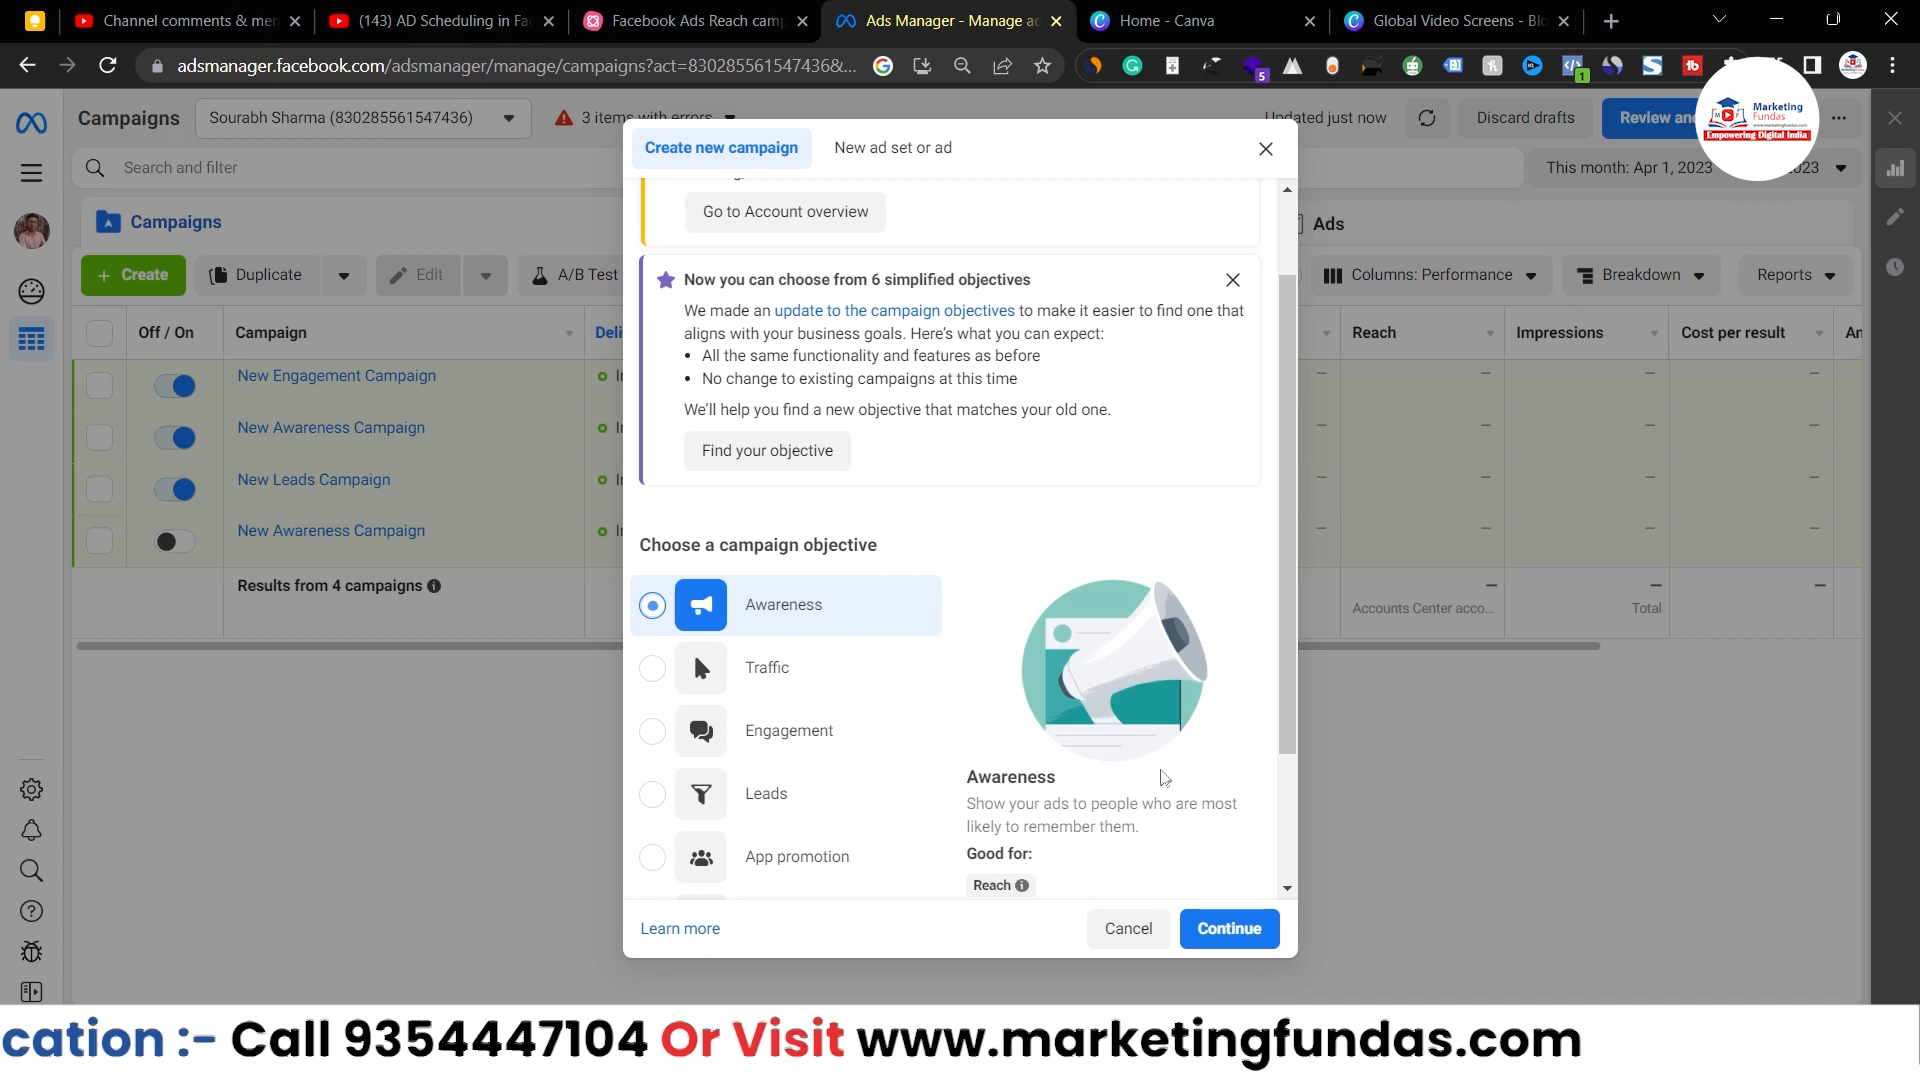 Channel comments & men
(143) AD Scheduling in Fa
Facebook Ads Reach camp
Ads Manager - Manage ad
Home - Canva
Global Video Screens - Blo
adsmanager.facebook.com/adsmanager/manage/campaigns?act=830285561547436&...
5
1
Campaigns
Sourabh Sharma (830285561547436)
3 items with errors
Updated just now
Discard drafts
Review and
Marketing
Fundas
www.marketingfundas.com
Empowering Digital India
Search and filter
This month: Apr 1, 2023
023
Campaigns
Ads
Create
Duplicate
Edit
A/B Test
Columns: Performance
Breakdown
Reports
Off / On
Campaign
Deli
Reach
Impressions
Cost per result
Am
New Engagement Campaign
New Awareness Campaign
New Leads Campaign
New Awareness Campaign
Results from 4 campaigns
Accounts Center acco...
Total
Create new campaign
New ad set or ad
Go to Account overview
Now you can choose from 6 simplified objectives
We made an update to the campaign objectives to make it easier to find one that
aligns with your business goals. Here's what you can expect:
• All the same functionality and features as before
• No change to existing campaigns at this time
We'll help you find a new objective that matches your old one.
Find your objective
Choose a campaign objective
Awareness
Traffic
Engagement
Leads
App promotion
Awareness
Show your ads to people who are most
likely to remember them.
Good for:
Reach
Learn more
Cancel
Continue
cation :- Call 9354447104 Or Visit www.marketingfundas.com